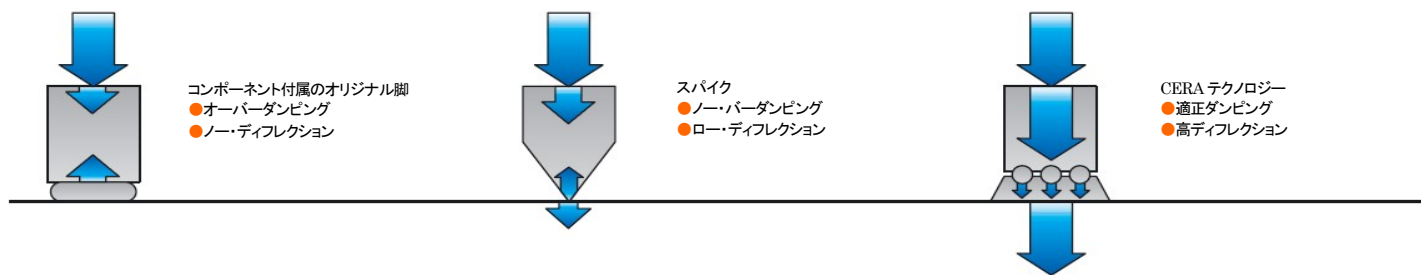 コンポーネント付属のオリジナル脚
●オーバーダンピング
●ノー・ディフレクション
スパイク
●ノー・バーダンピング
●ロー・ディフレクション
CERA テクノロジー
●適正ダンピング
●高ディフレクション